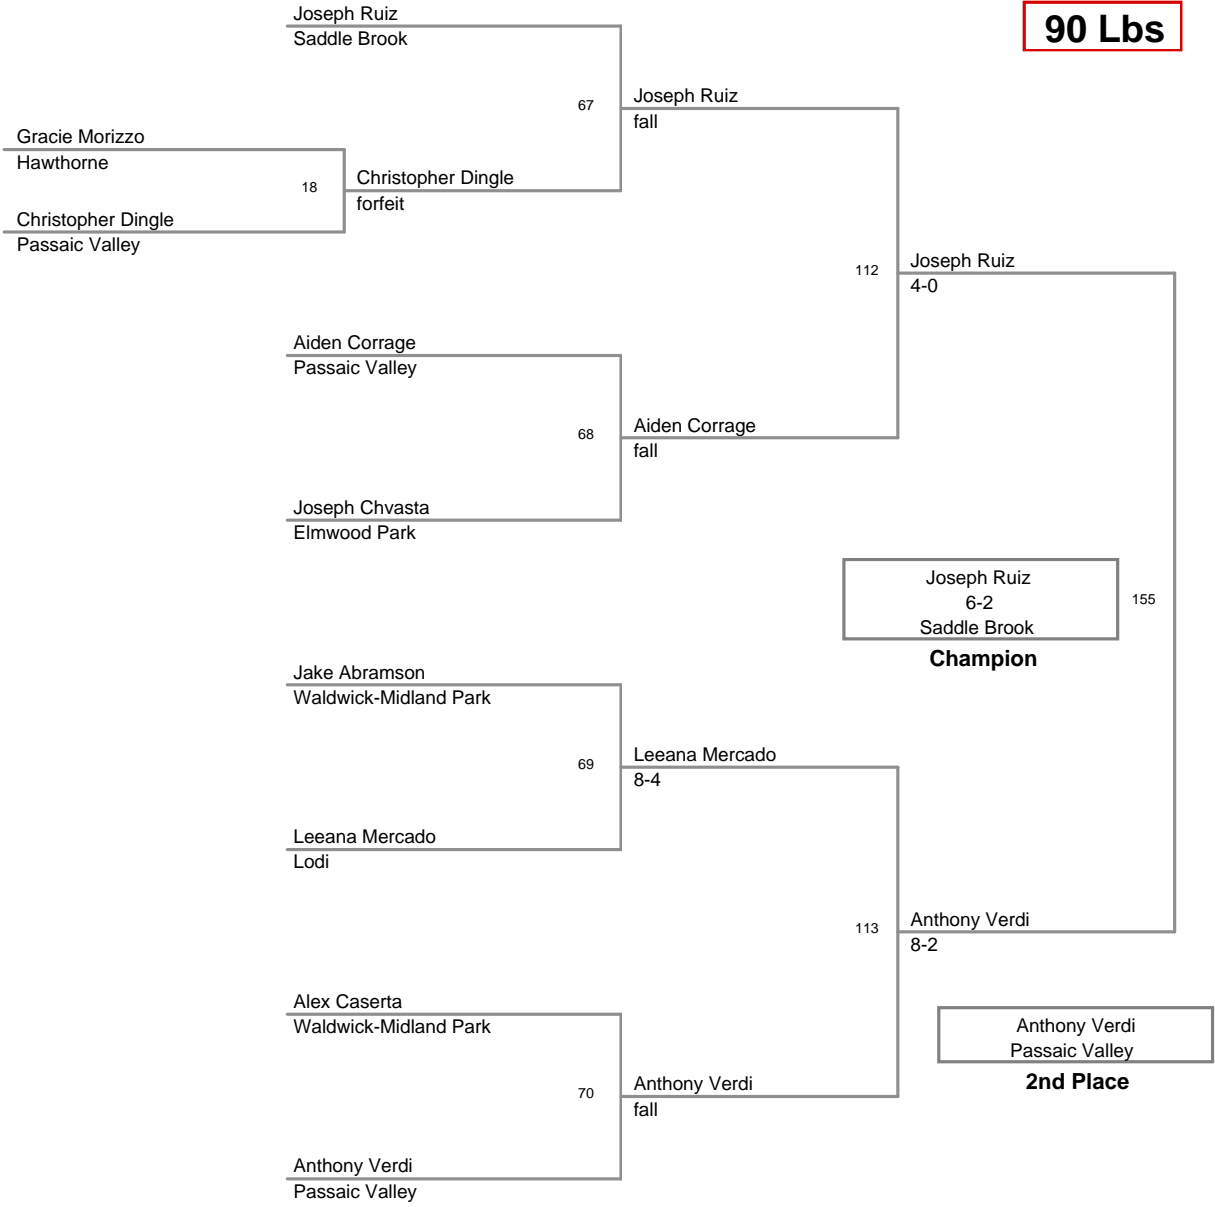 Joseph Ruiz
Saddle Brook
90 Lbs
67
Joseph Ruiz
fall
Gracie Morizzo
Hawthorne
18
Christopher Dingle
forfeit
Christopher Dingle
Passaic Valley
112
Joseph Ruiz
4-0
Aiden Corrage
Passaic Valley
68
Aiden Corrage
fall
Joseph Chvasta
Elmwood Park
Joseph Ruiz
6-2
Saddle Brook
155
Champion
Jake Abramson
Waldwick-Midland Park
69
Leeana Mercado
8-4
Leeana Mercado
Lodi
113
Anthony Verdi
8-2
Alex Caserta
Waldwick-Midland Park
Anthony Verdi
Passaic Valley
2nd Place
70
Anthony Verdi
fall
Anthony Verdi
Passaic Valley